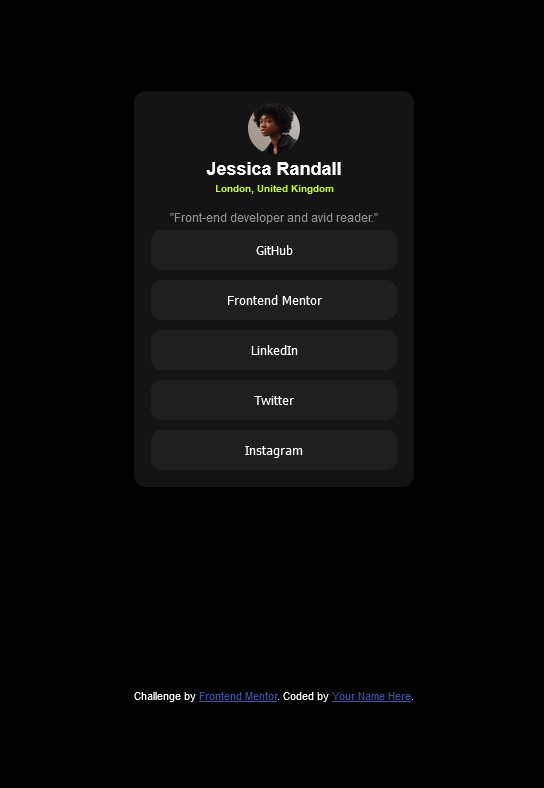 Jessica Randall
London, United Kingdom
"Front-end developer and avid reader."
GitHub
Frontend Mentor
LinkedIn
Twitter
Instagram
Challenge by Frontend Mentor. Coded by Your Name Here.